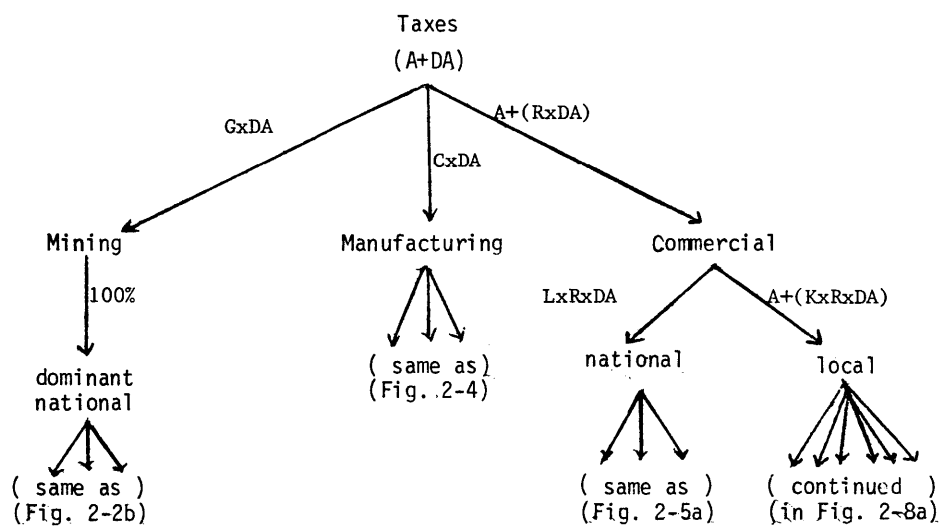 Taxes
(A+DA)
GxDA
CxDA
A+(RxDA)
Mining
Manufacturing
Commercial
100%
LxRxDA
A+(KxRxDA)
dominant
national
( same as)
(Fig. 2-4)
national
local
( same as )
(Fig. 2-2b)
( same as )
(Fig. 2-5a)
( continued )
(in Fig. 2-8a)